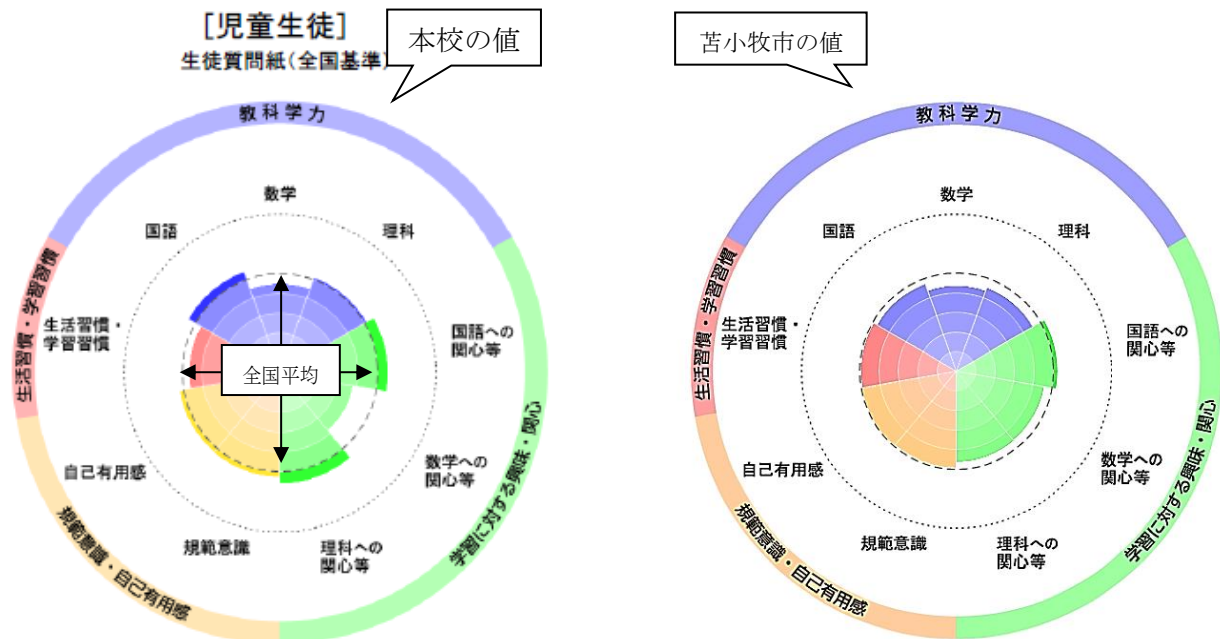 [児童生徒]
生徒質問紙(全国基準)
本校の値
教科学力
数学
国語
理科
生活習慣・学習習慣
生活習慣・
学習習慣
国語への
関心等
全国平均
自己有用感
数学への
関心等
規範意識
理科への
関心等
規範意識・自己有用感
学習に対する興味・関心
苫小牧市の値
教科学力
数学
国語
理科
生活習慣・学習習慣
生活習慣・
学習習慣
国語への
関心等
自己有用感
数学への
関心等
規範意識
理科への
関心等
規範意識・自己有用感
学習に対する興味・関心